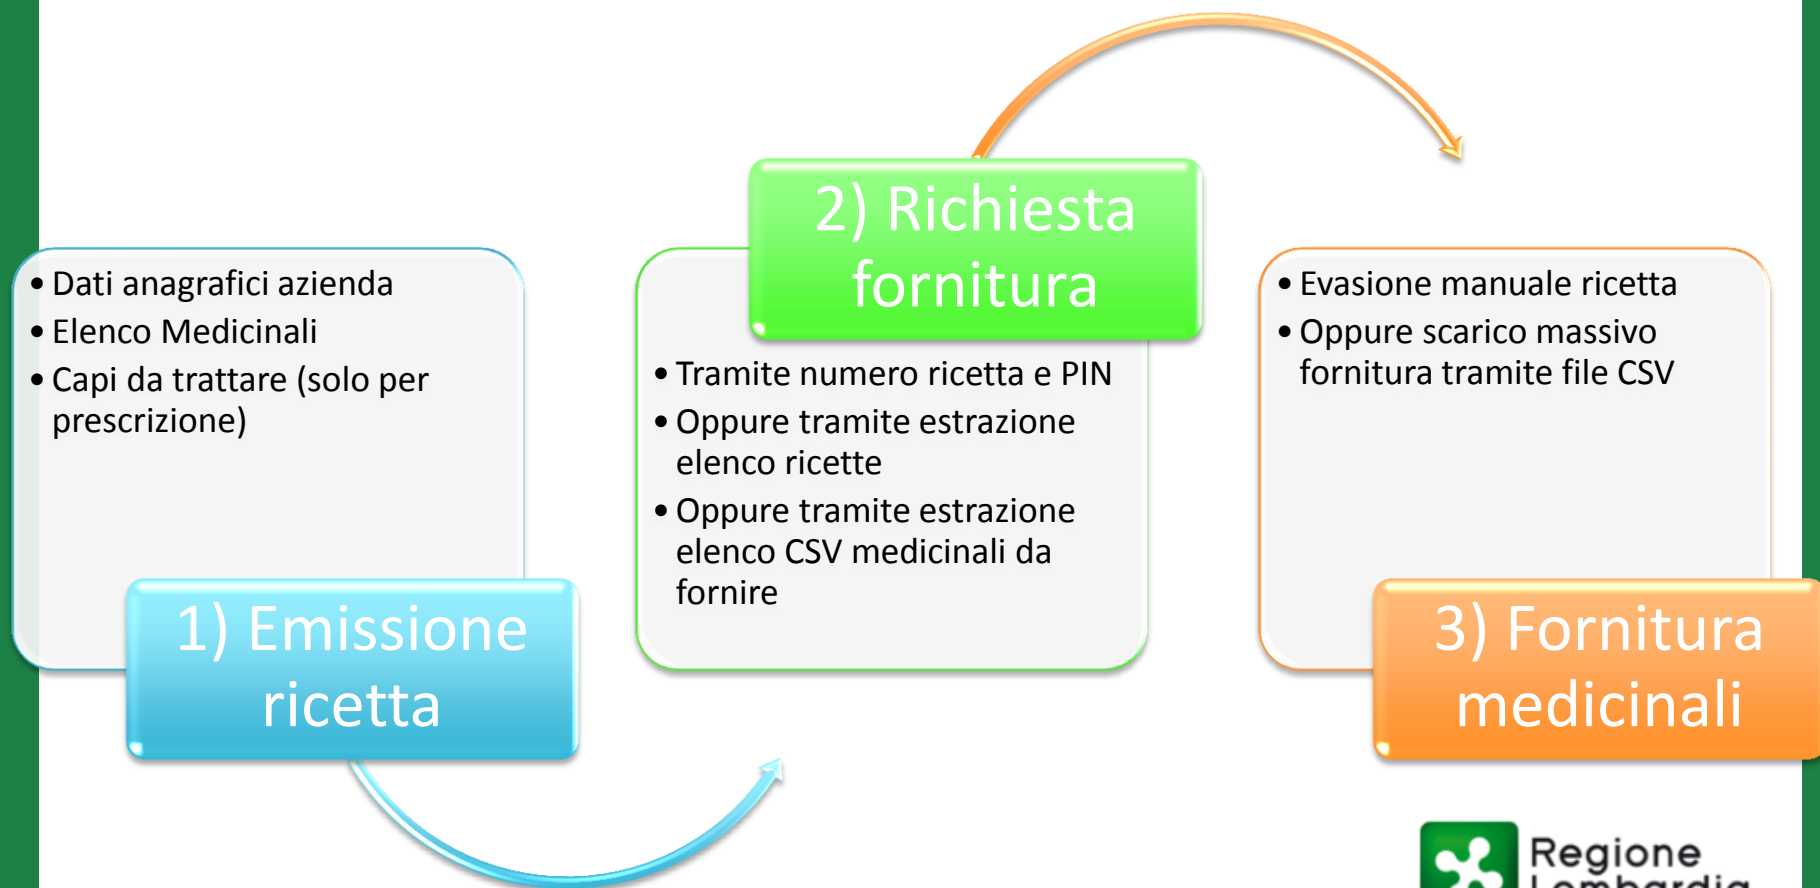 • Dati anagrafici azienda
• Elenco Medicinali
• Capi da trattare (solo per
prescrizione)
1) Emissione
ricetta
2) Richiesta
fornitura
• Tramite numero ricetta e PIN
• Oppure tramite estrazione
elenco ricette
• Oppure tramite estrazione
elenco CSV medicinali da
fornire
• Evasione manuale ricetta
• Oppure scarico massivo
fornitura tramite file CSV
3) Fornitura
medicinali
Regione
Lombardia